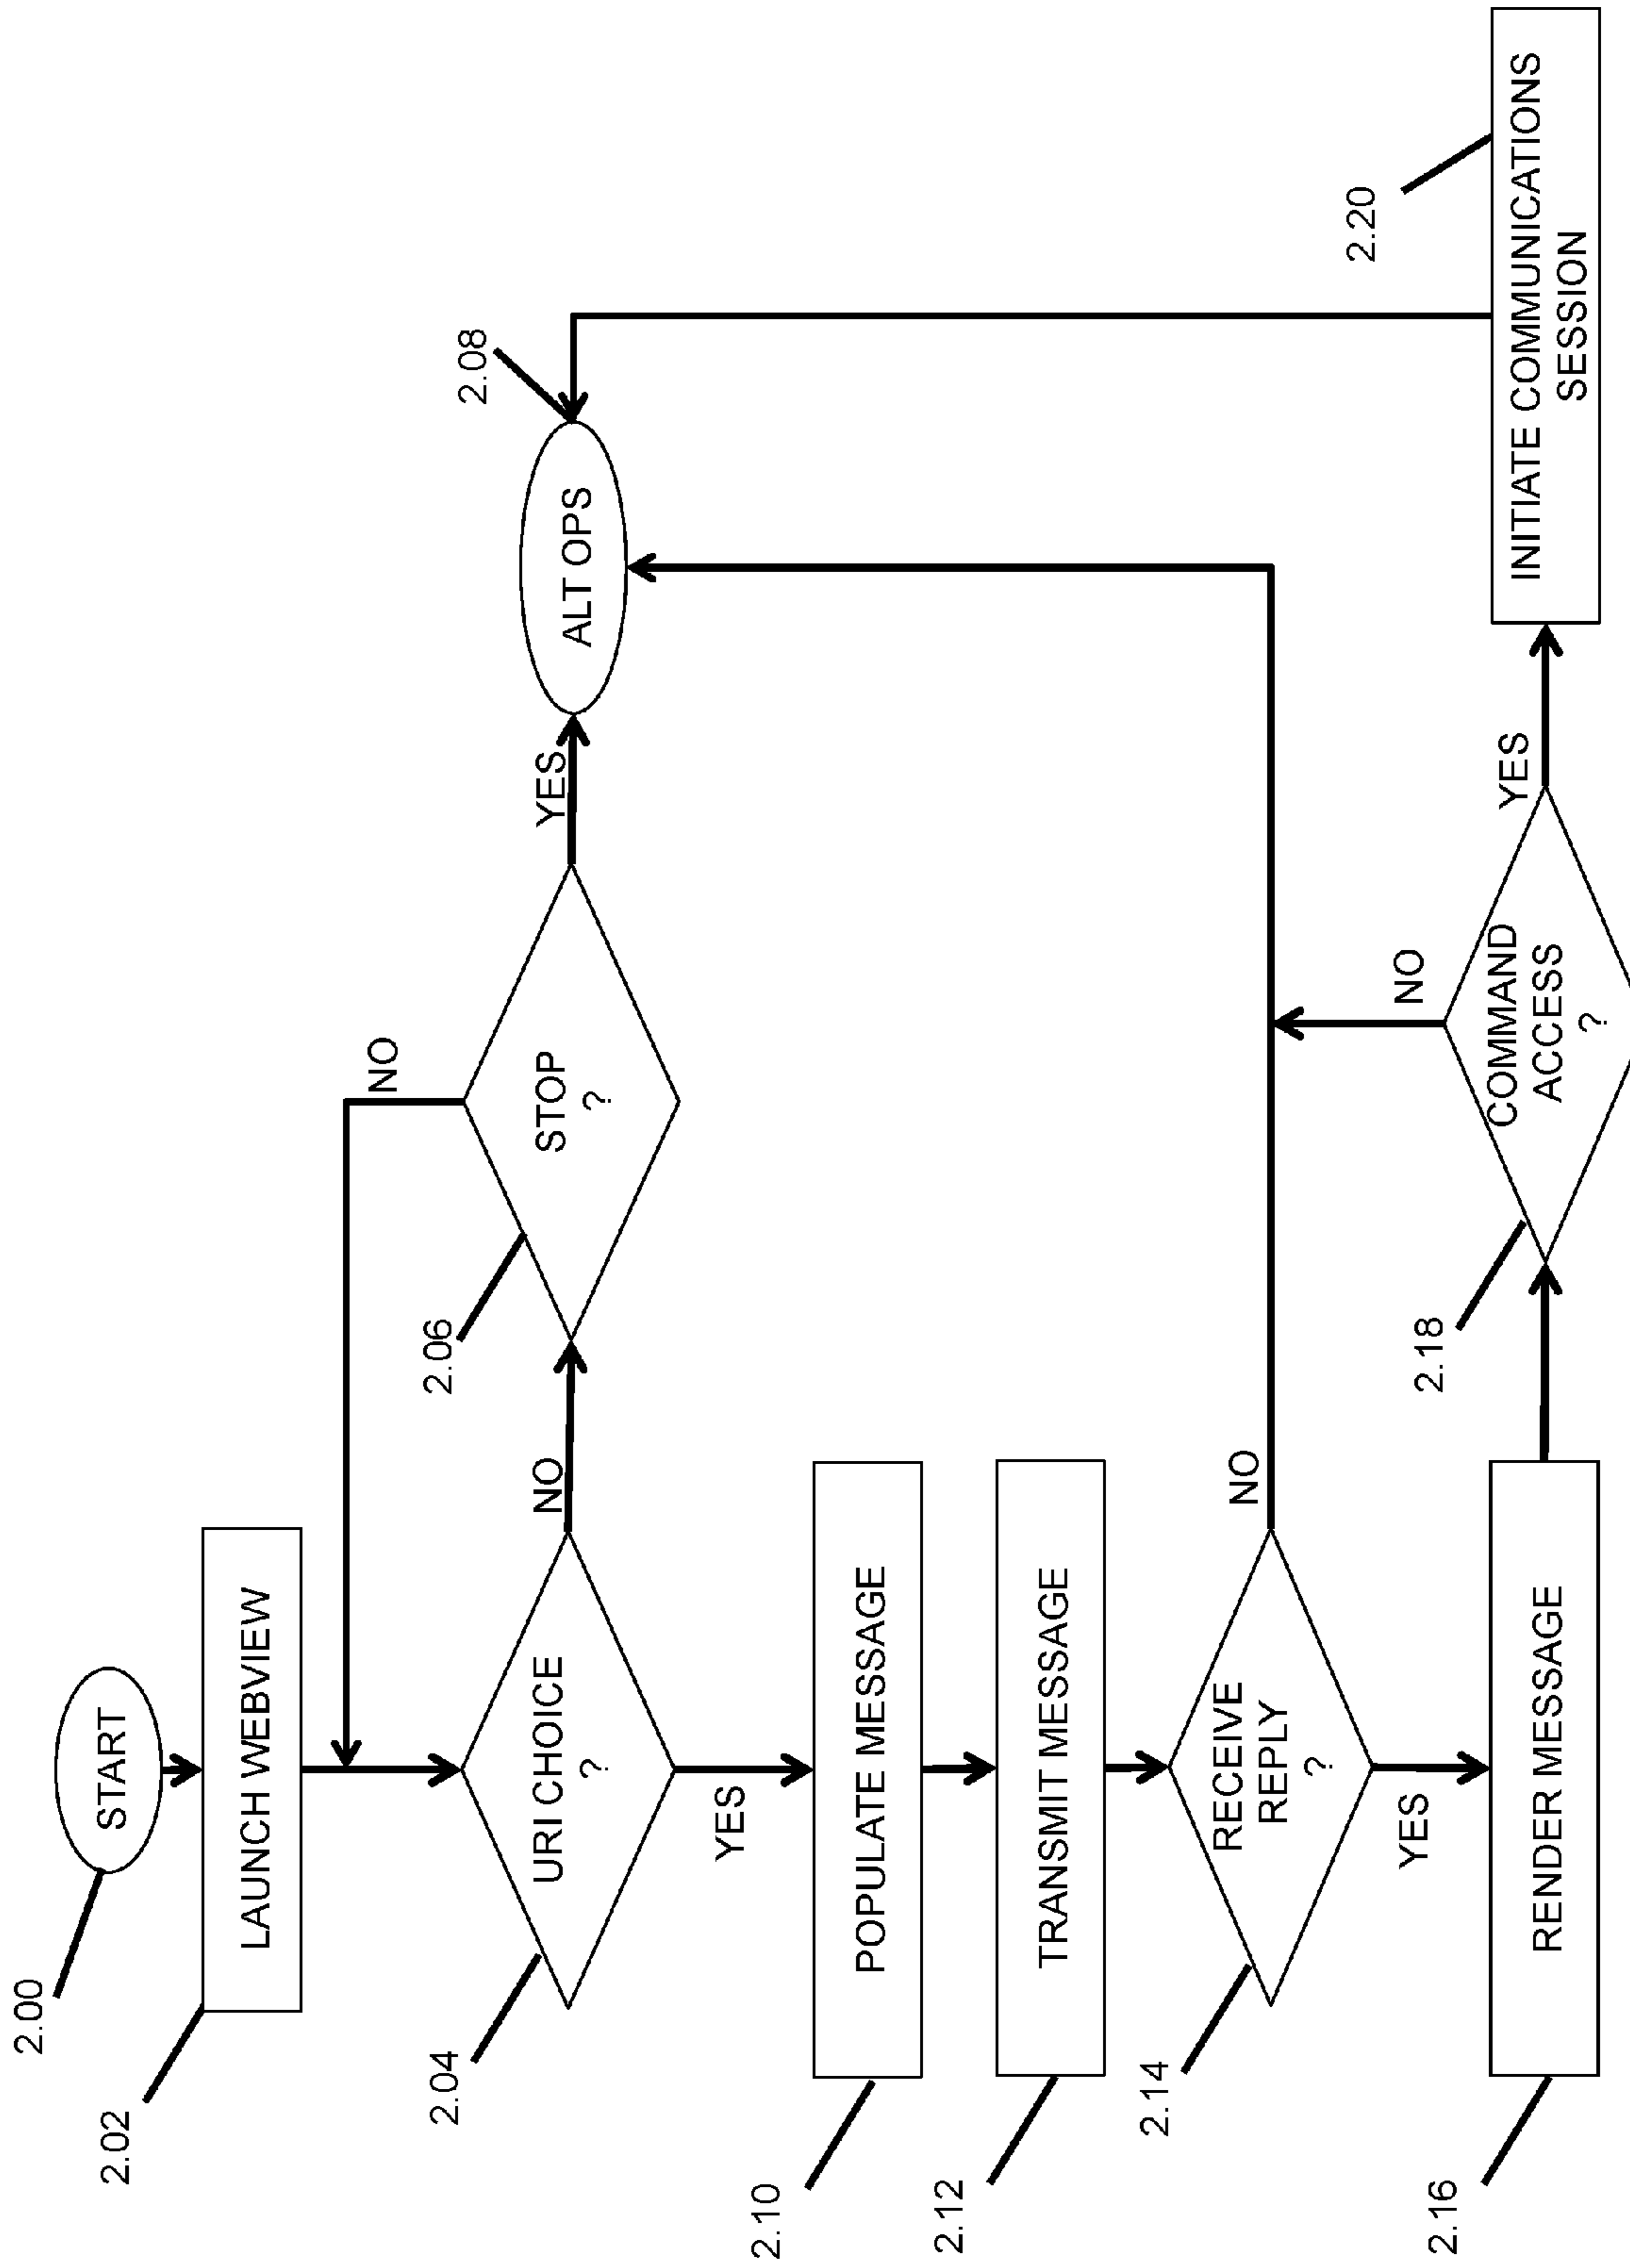 2.00
START
2.02
LAUNCH WEBVIEW
2.04
URI CHOICE
?
NO
YES
2.06
STOP
?
NO
YES
2.08
ALT OPS
2.10
POPULATE MESSAGE
2.12
TRANSMIT MESSAGE
2.14
RECEIVE
REPLY
?
NO
YES
2.16
RENDER MESSAGE
2.18
COMMAND
ACCESS
?
NO
YES
2.20
INITIATE COMMUNICATIONS
SESSION